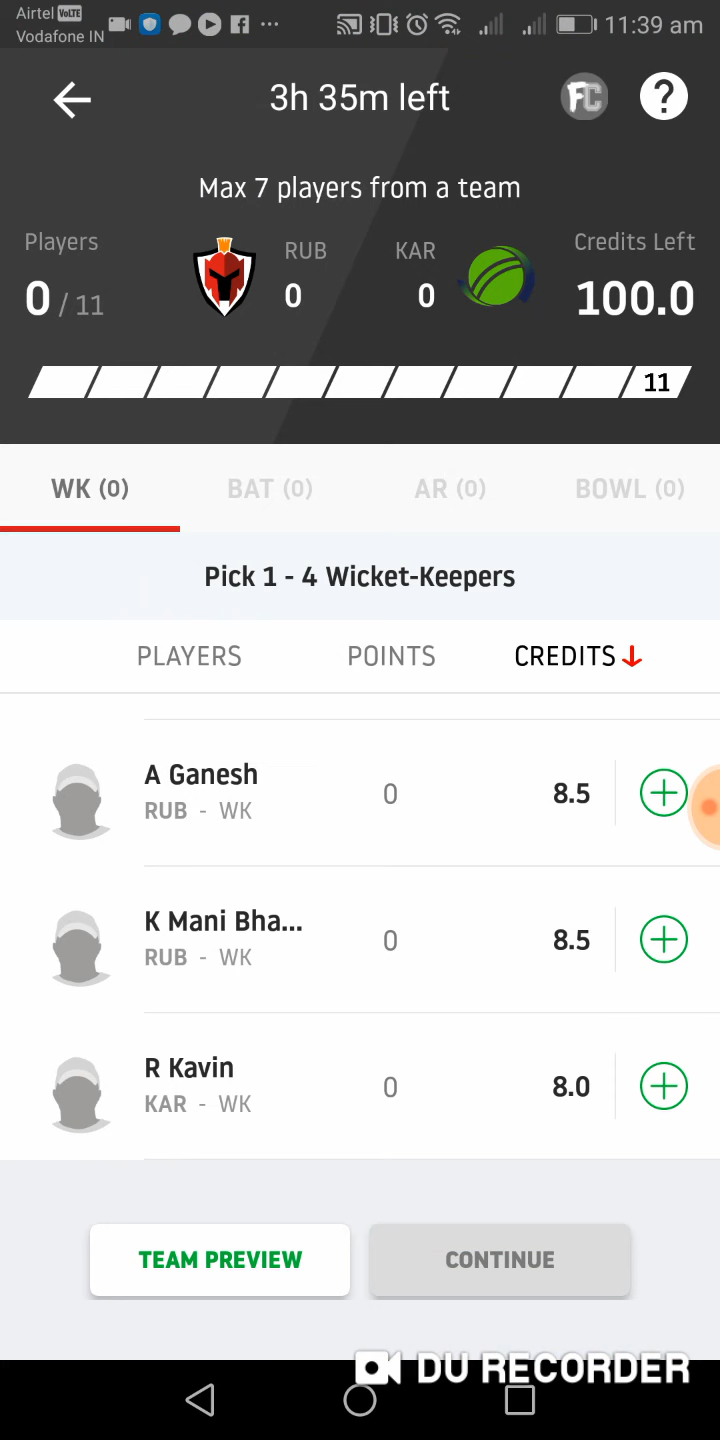 Airtel VoLTE
Vodafone IN
11:39 am
3h 35m left
FC
?
Max 7 players from a team
Players
RUB
KAR
Credits Left
0 / 11
0
0
100.0
11
WK (0)
BAT (0)
AR (0)
BOWL (0)
Pick 1 - 4 Wicket-Keepers
PLAYERS
POINTS
CREDITS
A Ganesh
RUB - WK
0
8.5
K Mani Bha...
RUB - WK
0
8.5
R Kavin
KAR - WK
0
8.0
TEAM PREVIEW
CONTINUE
DU RECORDER